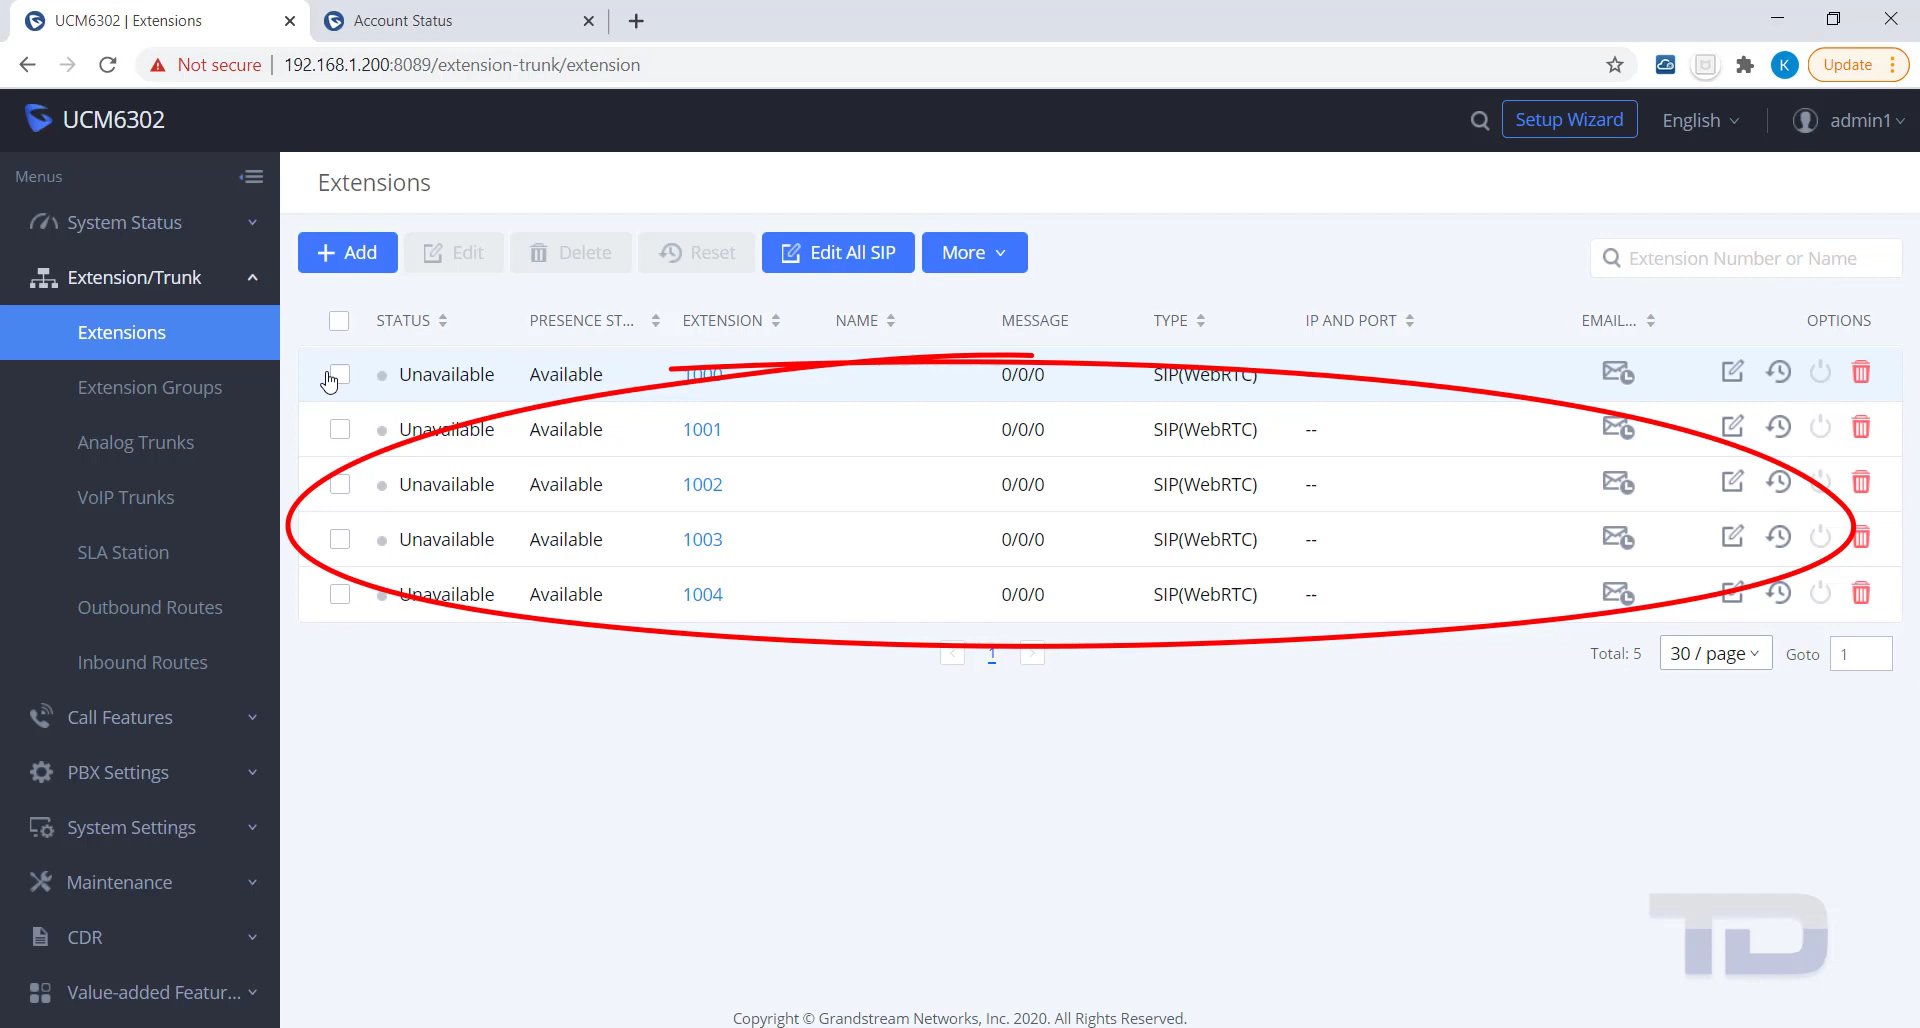 UCM6302 | Extensions
Account Status
Not secure
192.168.1.200:8089/extension-trunk/extension
K
Update
UCM6302
Setup Wizard
English
admin1
Menus
System Status
Extension/Trunk
Extensions
Extension Groups
Analog Trunks
VoIP Trunks
SLA Station
Outbound Routes
Inbound Routes
Call Features
PBX Settings
System Settings
Maintenance
CDR
Value-added Featur...
Extensions
Add
Edit
Delete
Reset
Edit All SIP
More
Extension Number or Name
STATUS PRESENCE ST... EXTENSION NAME MESSAGE TYPE IP AND PORT EMAIL... OPTIONS
Unavailable Available 1000 0/0/0 SIP(WebRTC)
Unavailable Available 1001 0/0/0 SIP(WebRTC) --
Unavailable Available 1002 0/0/0 SIP(WebRTC) --
Unavailable Available 1003 0/0/0 SIP(WebRTC) --
Unavailable Available 1004 0/0/0 SIP(WebRTC) --
< 1 >
Total: 5
30 / page
Goto
1
TD
Copyright © Grandstream Networks, Inc. 2020. All Rights Reserved.